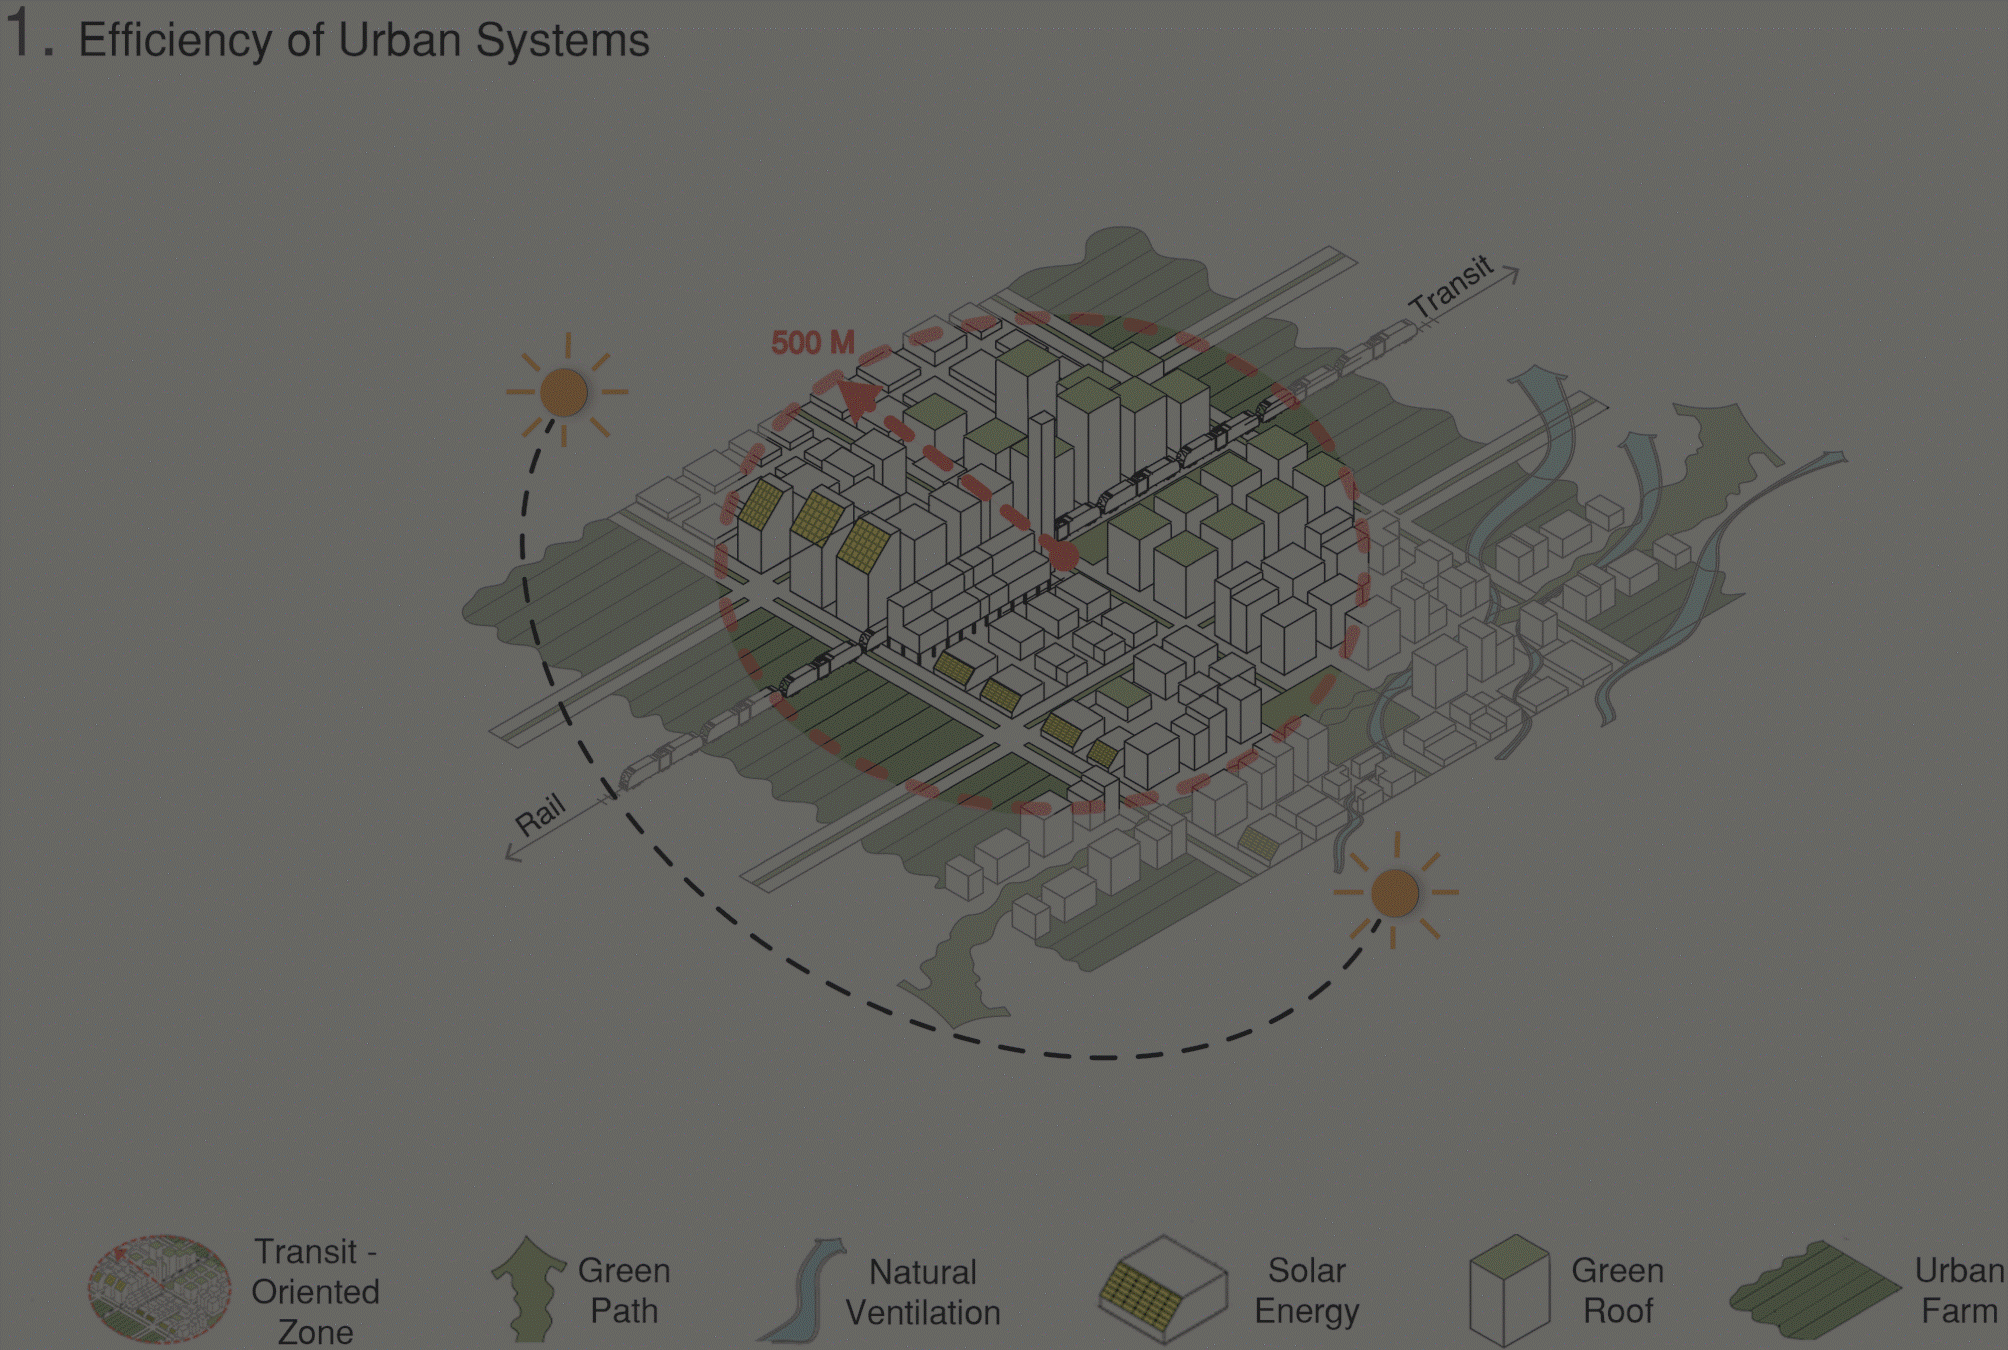 1. Efficiency of Urban Systems
Transit
500 M
Rail
Transit -
Oriented
Zone
Green
Path
Natural
Ventilation
Solar
Energy
Green
Roof
Urban
Farm